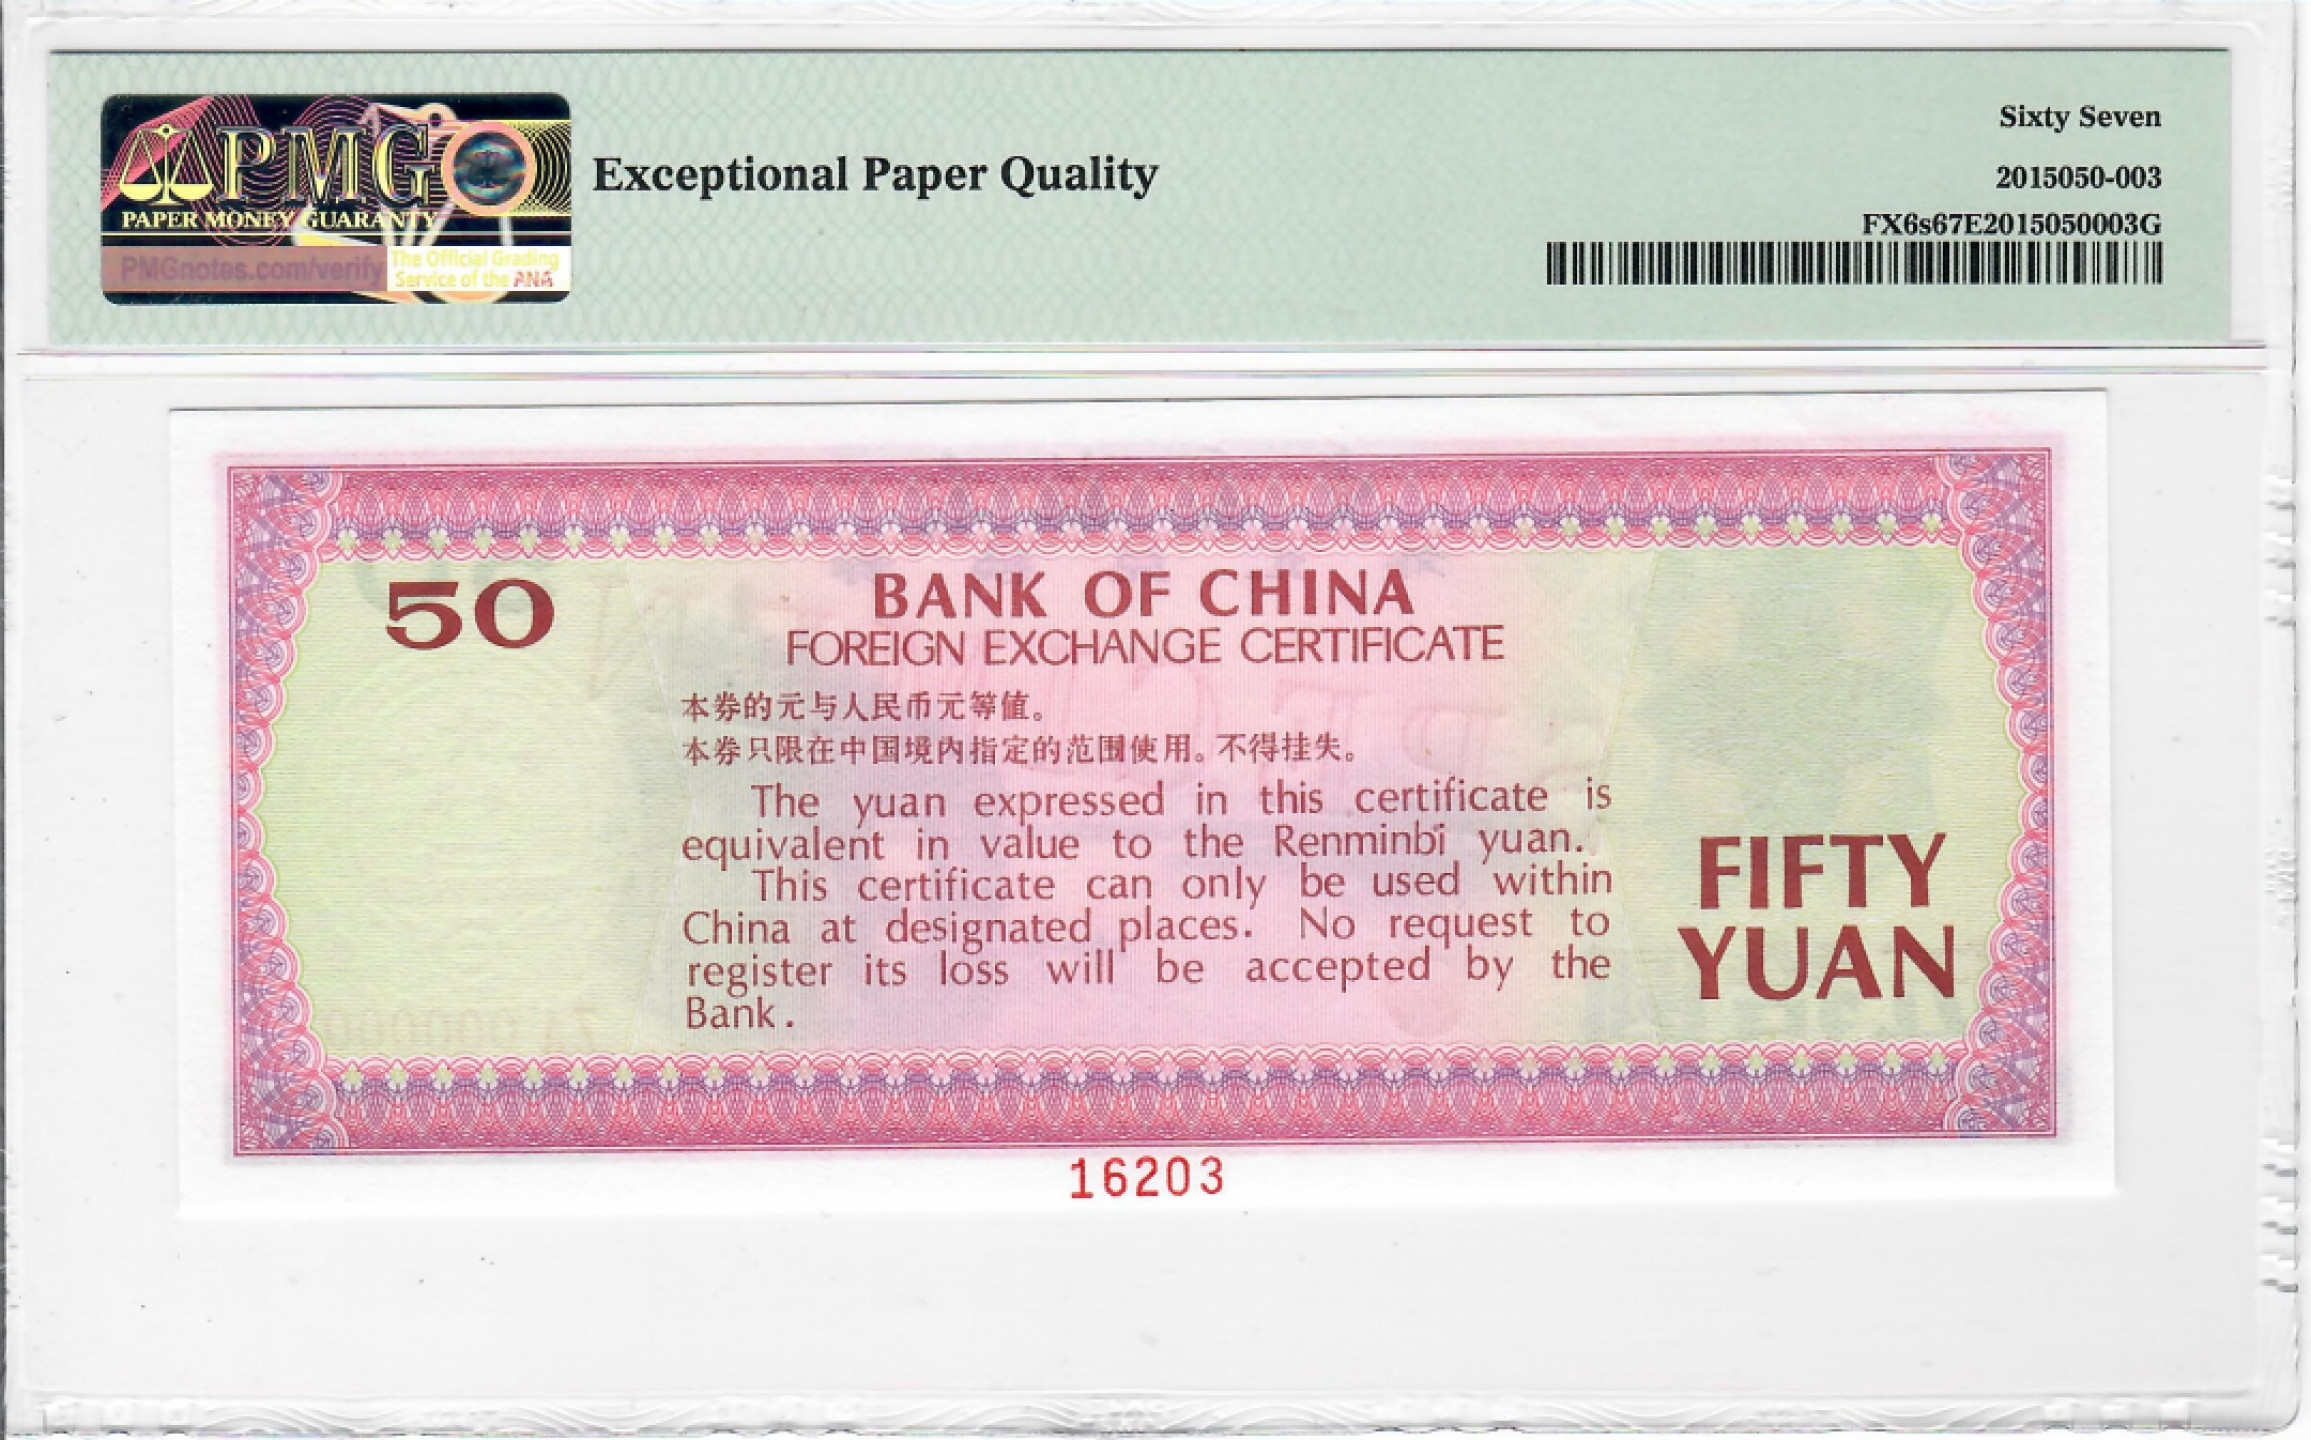 PMG
PAPER MONEY GUARANTY
PMGnotes.com/verify
The Official Grading
Service of the ANA
Exceptional Paper Quality
Sixty Seven
2015050-003
FX6s67E2015050003G
50
BANK OF CHINA
FOREIGN EXCHANGE CERTIFICATE
本券的元与人民币元等值。
本券只限在中国境内指定的范围使用。不得挂失。
The yuan expressed in this certificate is
equivalent in value to the Renminbi yuan.
This certificate can only be used within
China at designated places. No request to
register its loss will be accepted by the
Bank.
FIFTY
YUAN
16203